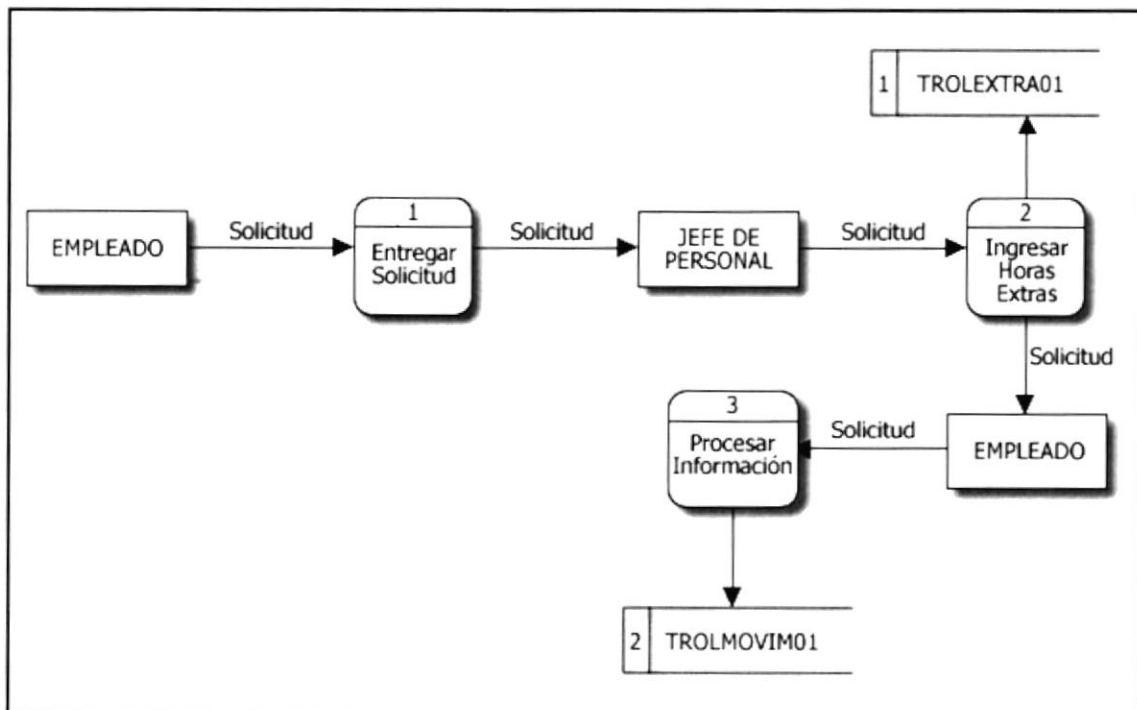 1 TROLEXTRA01
EMPLEADO
Solicitud
1
Entregar
Solicitud
Solicitud
JEFE DE
PERSONAL
Solicitud
2
Ingresar
Horas
Extras
Solicitud
EMPLEADO
Solicitud
3
Procesar
Información
2 TROLMOVIM01